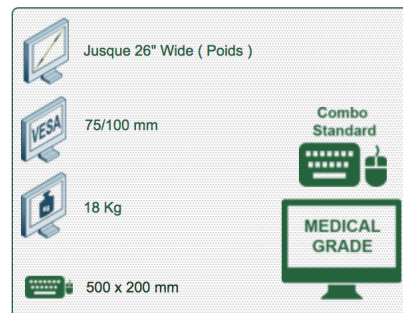 Jusque 26" Wide ( Poids )
VESA
75/100 mm
Combo
Standard
18 Kg
MEDICAL
GRADE
500 x 200 mm